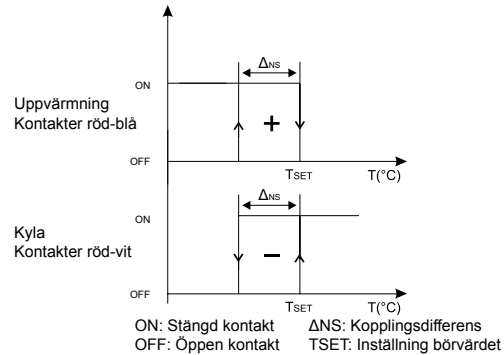 ΔNS
ON
Uppvärmning
Kontakter röd-blå
+
OFF
TSET
T(°C)
ΔNS
ON
Kyla
Kontakter röd-vit
−
OFF
TSET
T(°C)
ON: Stängd kontakt ΔNS: Kopplingsdifferens
OFF: Öppen kontakt TSET: Inställning börvärdet